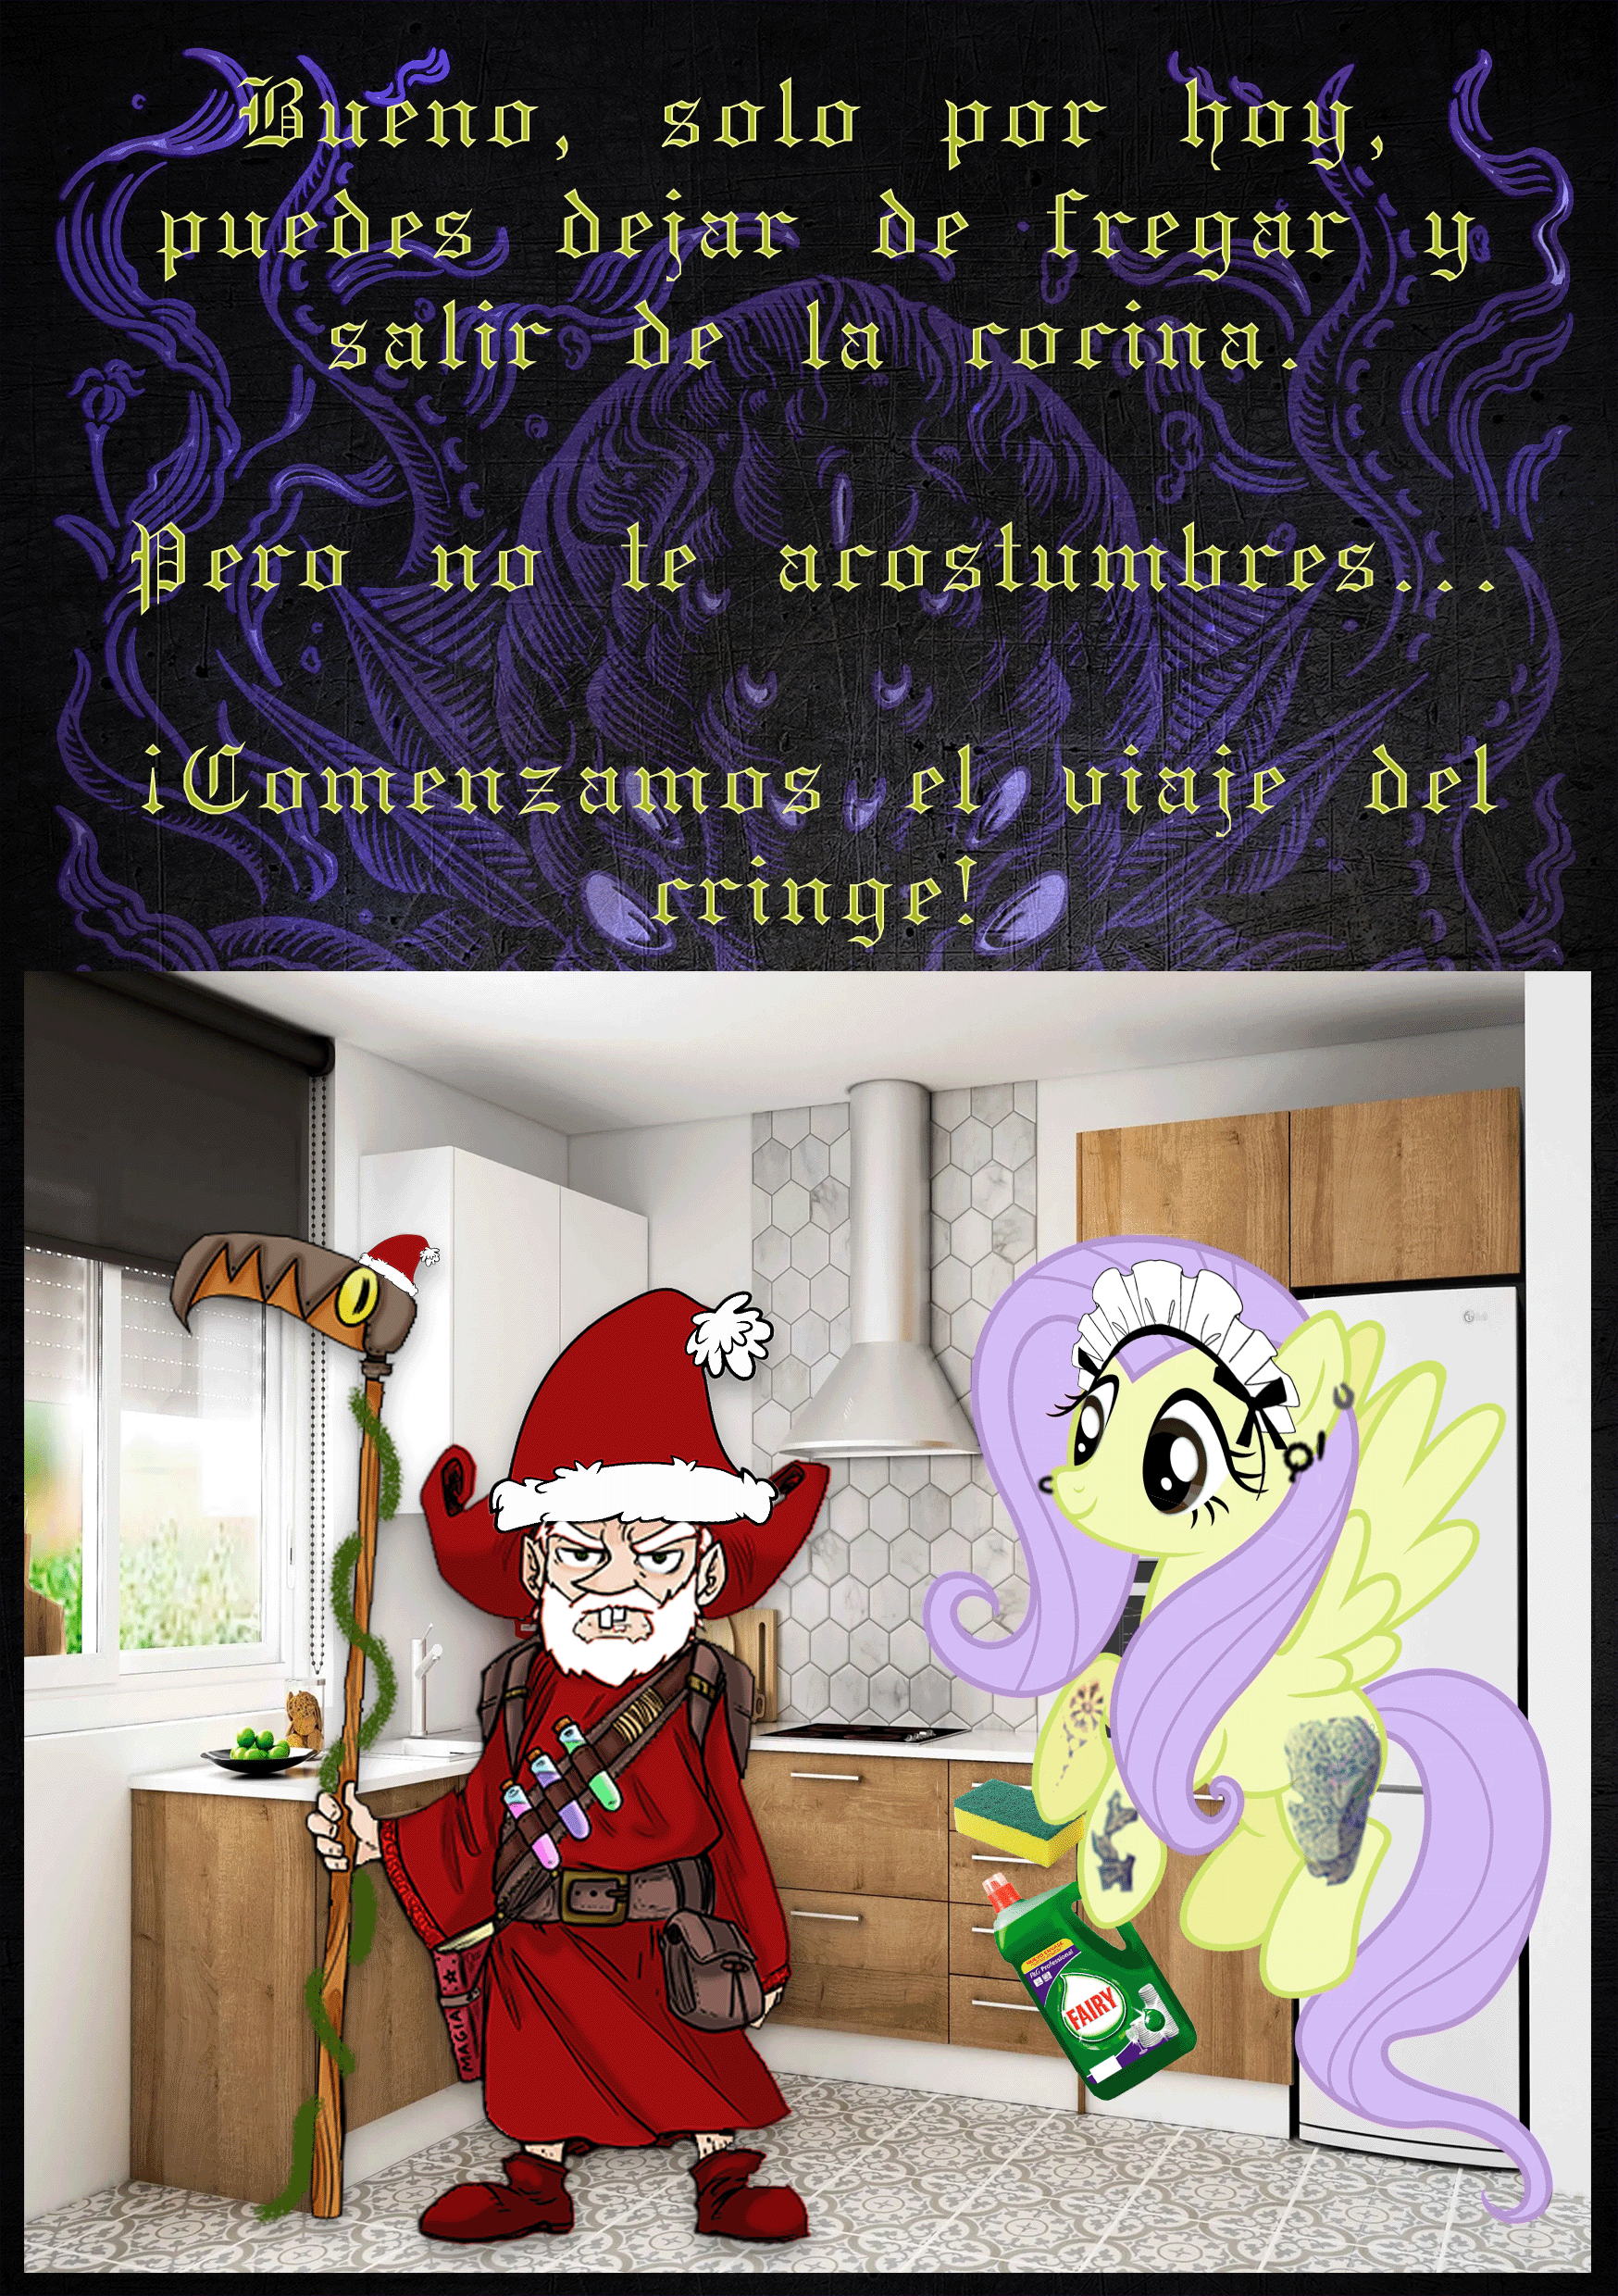 Bueno, solo por hoy,
puedes dejar de fregar y
salir de la cocina.
Pero no te acostumbres...
¡Comenzamos el viaje del
cringe!
MAGIA
P&G Professional
FAIRY